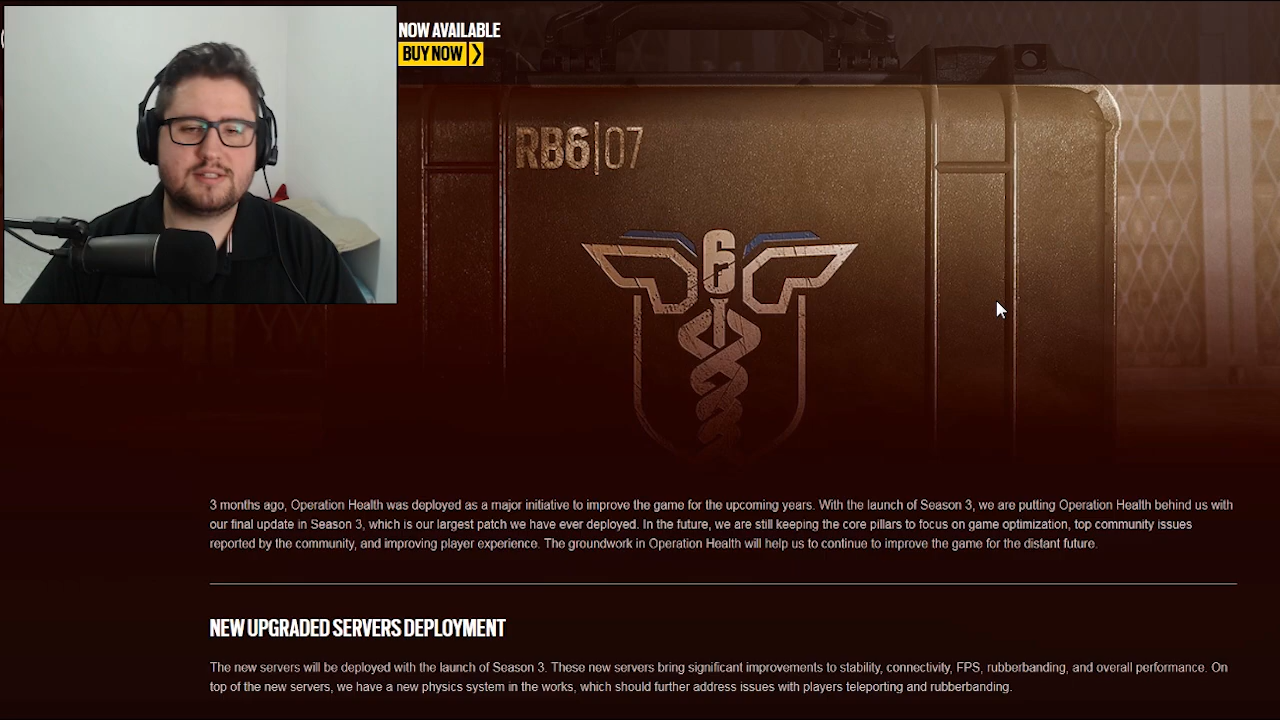 NOW AVAILABLE
BUY NOW
RB6|07
6
3 months ago, Operation Health was deployed as a major initiative to improve the game for the upcoming years. With the launch of Season 3, we are putting Operation Health behind us with
our final update in Season 3, which is our largest patch we have ever deployed. In the future, we are still keeping the core pillars to focus on game optimization, top community issues
reported by the community, and improving player experience. The groundwork in Operation Health will help us to continue to improve the game for the distant future.
NEW UPGRADED SERVERS DEPLOYMENT
The new servers will be deployed with the launch of Season 3. These new servers bring significant improvements to stability, connectivity, FPS, rubberbanding, and overall performance. On
top of the new servers, we have a new physics system in the works, which should further address issues with players teleporting and rubberbanding.